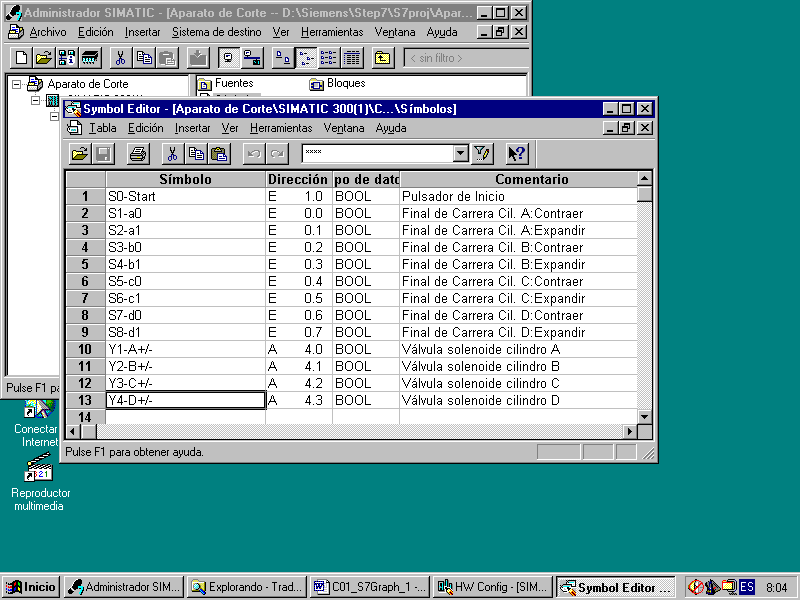 Administrador SIMATIC - [Aparato de Corte -- D:\Siemens\Step7\S7proj\Apar...
Archivo Edición Insertar Sistema de destino Ver Herramientas Ventana Ayuda
< sin filtro >
Aparato de Corte
Fuentes
Bloques
Symbol Editor - [Aparato de Corte\SIMATIC 300(1)\C...\Símbolos]
Tabla Edición Insertar Ver Herramientas Ventana Ayuda
****
Símbolo Dirección po de dato Comentario
1 S0-Start E 1.0 BOOL Pulsador de Inicio
2 S1-a0 E 0.0 BOOL Final de Carrera Cil. A:Contraer
3 S2-a1 E 0.1 BOOL Final de Carrera Cil. A:Expandir
4 S3-b0 E 0.2 BOOL Final de Carrera Cil. B:Contraer
5 S4-b1 E 0.3 BOOL Final de Carrera Cil. B:Expandir
6 S5-c0 E 0.4 BOOL Final de Carrera Cil. C:Contraer
7 S6-c1 E 0.5 BOOL Final de Carrera Cil. C:Expandir
8 S7-d0 E 0.6 BOOL Final de Carrera Cil. D:Contraer
9 S8-d1 E 0.7 BOOL Final de Carrera Cil. D:Expandir
10 Y1-A+/- A 4.0 BOOL Válvula solenoide cilindro A
11 Y2-B+/- A 4.1 BOOL Válvula solenoide cilindro B
12 Y3-C+/- A 4.2 BOOL Válvula solenoide cilindro C
13 Y4-D+/- A 4.3 BOOL Válvula solenoide cilindro D
14
Pulse F1 para obtener ayuda.
Pulse F1 pa
Conectar
Internet
Reproductor
multimedia
Inicio Administrador SIM... Explorando - Trad... C01_S7Graph_1 -... HW Config - [SIM... Symbol Editor ... ES 8:04